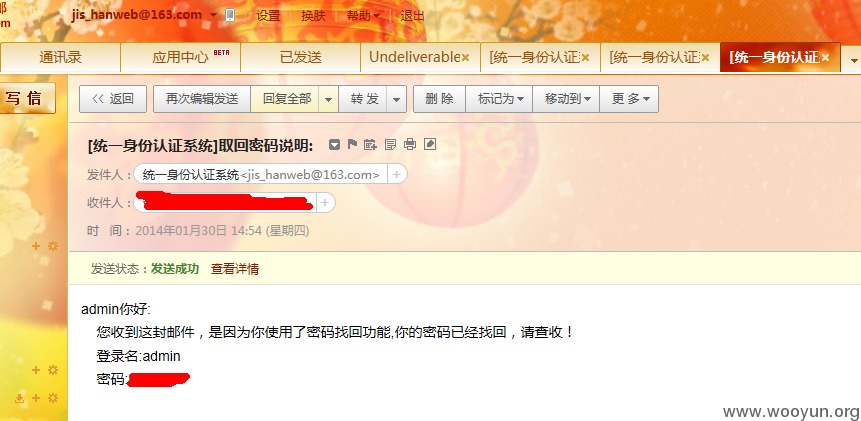 邮
om
jis_hanweb@163.com 设置 换肤 帮助 退出
通讯录 应用中心 BETA 已发送 Undeliverable × [统一身份认证 × [统一身份认证 × [统一身份认证 ×
写信 << 返回 再次编辑发送 回复全部 转发 删除 标记为 移动到 更多
[统一身份认证系统]取回密码说明:
发件人: 统一身份认证系统<jis_hanweb@163.com> +
收件人: +
时 间: 2014年01月30日 14:54 (星期四)
发送状态:发送成功 查看详情
admin你好:
您收到这封邮件，是因为你使用了密码找回功能,你的密码已经找回，请查收！
登录名:admin
密码:
www.wooyun.org